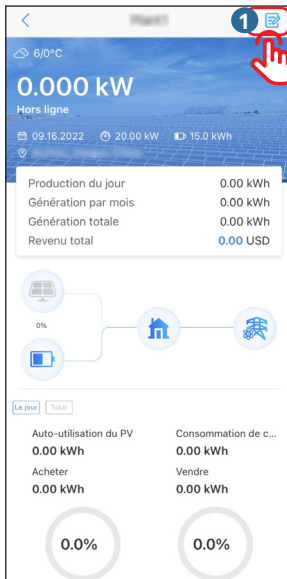 1
6/0°C
0.000 kW
Hors ligne
09.16.2022 20.00 kW 15.0 kWh
Production du jour 0.00 kWh
Génération par mois 0.00 kWh
Génération totale 0.00 kWh
Revenu total 0.00 USD
0%
Le jour Total
Auto-utilisation du PV Consommation de c...
0.00 kWh 0.00 kWh
Acheter Vendre
0.00 kWh 0.00 kWh
0.0% 0.0%